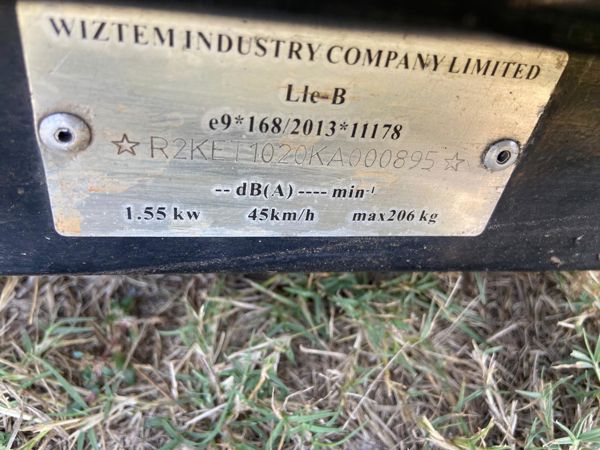 WIZTEM INDUSTRY COMPANY LIMITED
L1e-B
e9*168/2013*11178
☆ R2KET1020KA000895 ☆
-- dB(A) ---- min⁻¹
1.55 kw 45km/h max206 kg